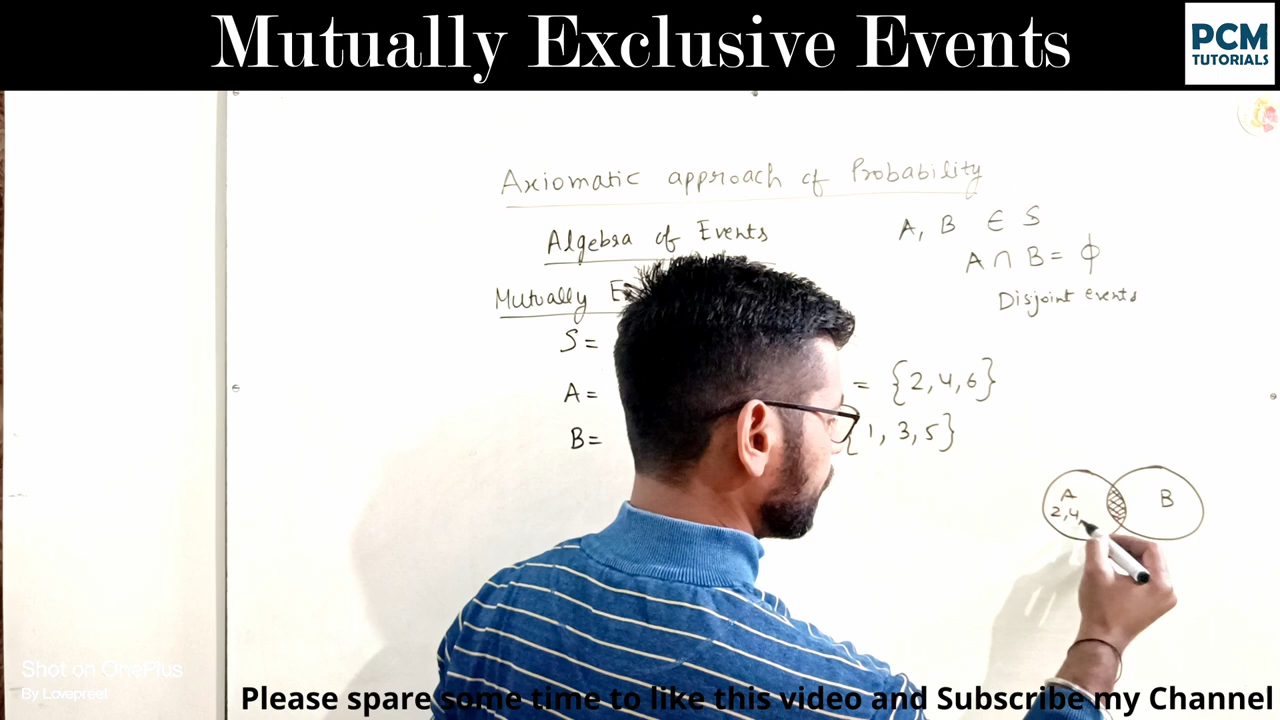 Mutually Exclusive Events
PCM
TUTORIALS
Axiomatic approach of Probability
Algebra of Events
A, B ∈ S
A ∩ B = ϕ
Mutually
Disjoint events
S =
A = = {2,4,6}
B = {1, 3,5}
A
2,4
B
Shot on OnePlus
By Lovepreet
Please spare some time to like this video and Subscribe my Channel